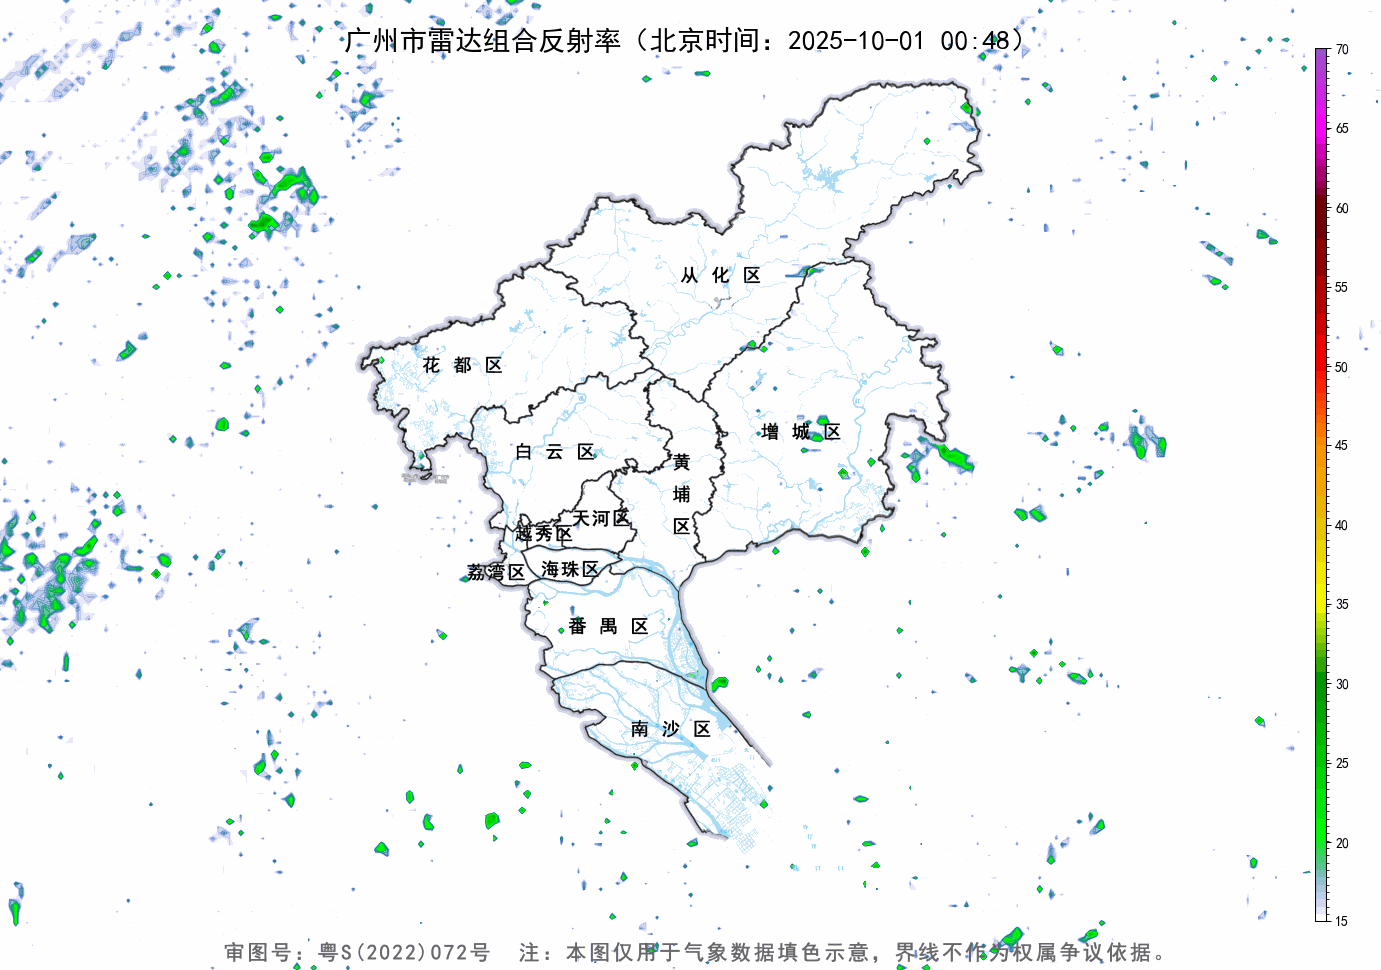 广州市雷达组合反射率（北京时间：2025-10-01 00:48）
70
65
60
55
50
45
40
35
30
25
20
15
从化区
花都区
增城区
白云区
黄埔区
天河区
越秀区
荔湾区
海珠区
番禺区
南沙区
审图号：粤S(2022)072号 注：本图仅用于气象数据填色示意，界线不作为权属争议依据。